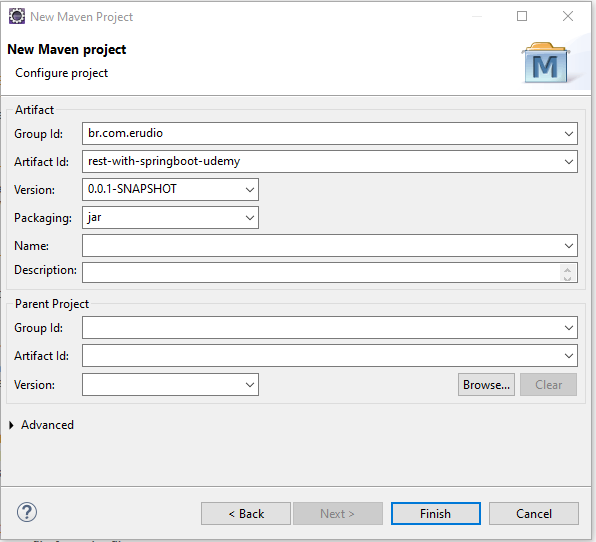 New Maven Project
New Maven project
Configure project
M
Artifact
Group Id: br.com.erudio
Artifact Id: rest-with-springboot-udemy
Version: 0.0.1-SNAPSHOT
Packaging: jar
Name:
Description:
Parent Project
Group Id:
Artifact Id:
Version: Browse... Clear
Advanced
? < Back Next > Finish Cancel